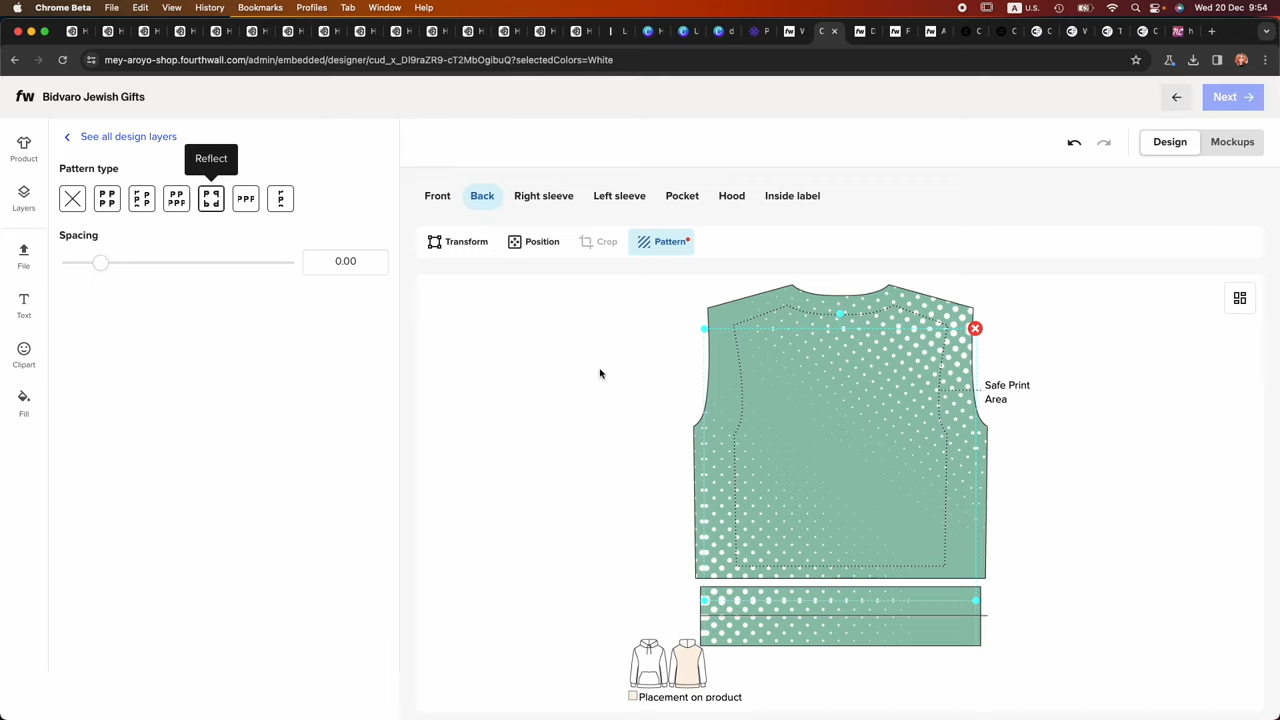 Chrome Beta File Edit View History Bookmarks Profiles Tab Window Help
A U.S. Wed 20 Dec 9:54
mey-aroyo-shop.fourthwall.com/admin/embedded/designer/cud_x_DI9raZR9-cT2MbOgibuQ?selectedColors=White
fw Bidvaro Jewish Gifts
Next
See all design layers
Reflect
Product
Pattern type
Design Mockups
Layers
Front Back Right sleeve Left sleeve Pocket Hood Inside label
Spacing
0.00
Transform Position Crop Pattern
File
Text
Clipart
Fill
Safe Print
Area
Placement on product